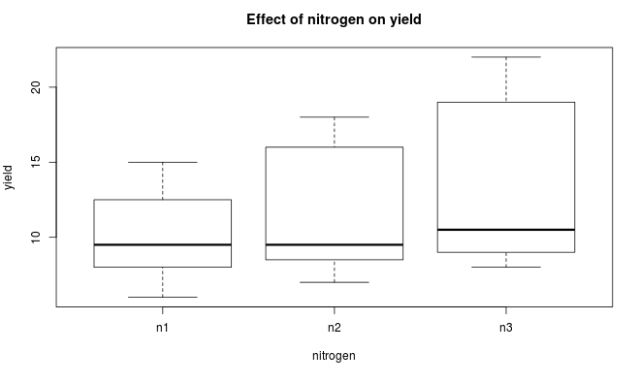 Effect of nitrogen on yield
20
15
10
yield
n1 n2 n3
nitrogen